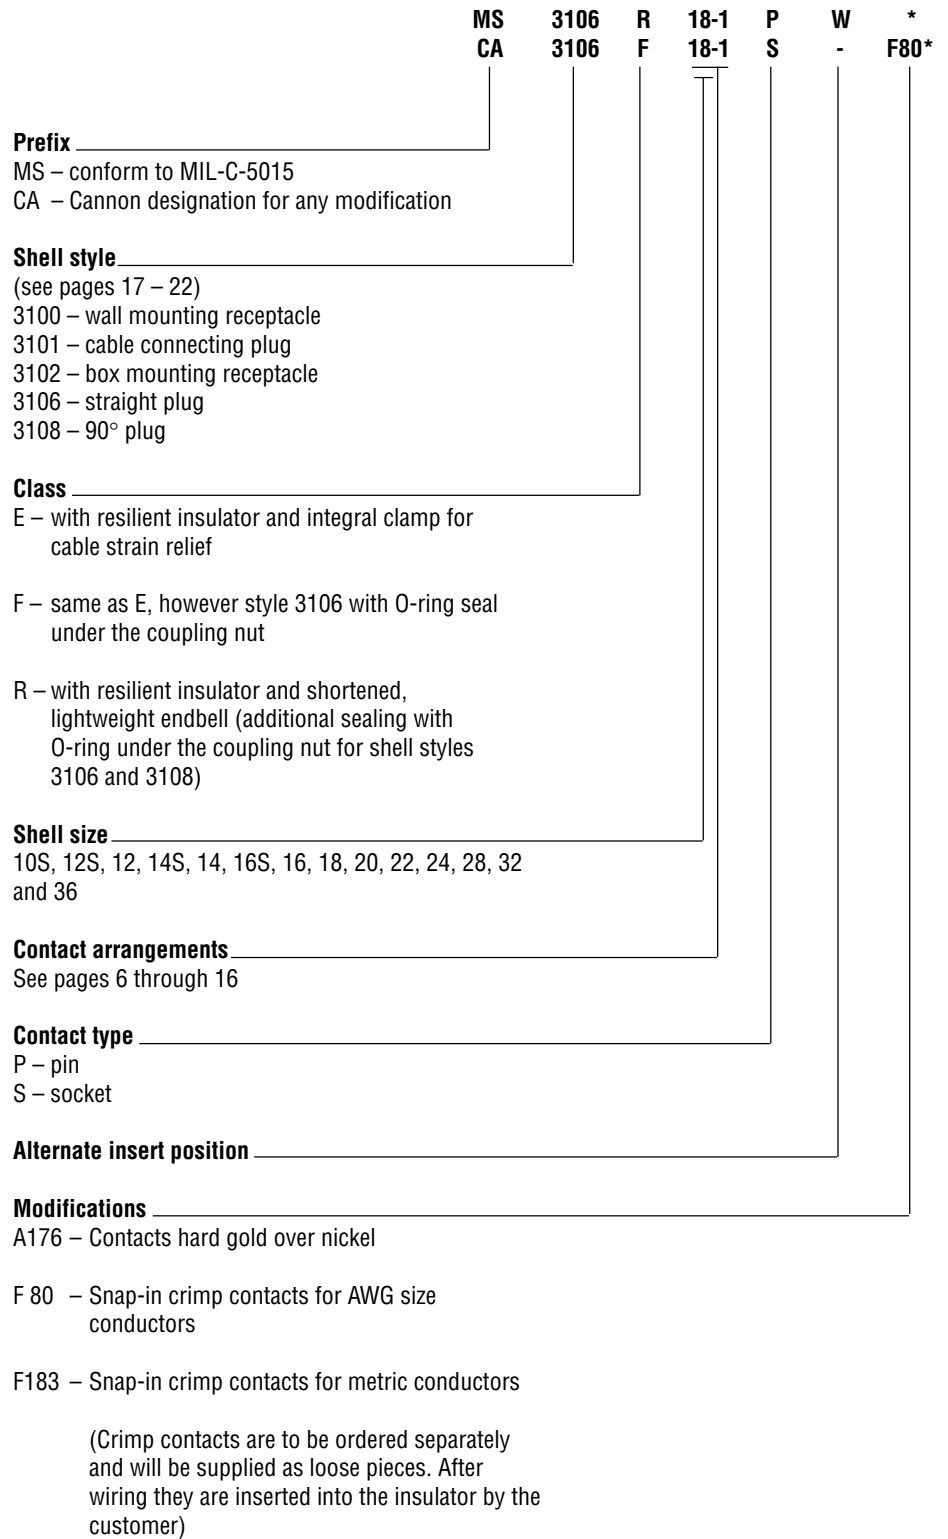 MS 3106 R 18-1 P W *
CA 3106 F 18-1 S - F80*
Prefix
MS – conform to MIL-C-5015
CA – Cannon designation for any modification
Shell style
(see pages 17 – 22)
3100 – wall mounting receptacle
3101 – cable connecting plug
3102 – box mounting receptacle
3106 – straight plug
3108 – 90° plug
Class
E – with resilient insulator and integral clamp for
cable strain relief
F – same as E, however style 3106 with O-ring seal
under the coupling nut
R – with resilient insulator and shortened,
lightweight endbell (additional sealing with
O-ring under the coupling nut for shell styles
3106 and 3108)
Shell size
10S, 12S, 12, 14S, 14, 16S, 16, 18, 20, 22, 24, 28, 32
and 36
Contact arrangements
See pages 6 through 16
Contact type
P – pin
S – socket
Alternate insert position
Modifications
A176 – Contacts hard gold over nickel
F 80 – Snap-in crimp contacts for AWG size
conductors
F183 – Snap-in crimp contacts for metric conductors
(Crimp contacts are to be ordered separately
and will be supplied as loose pieces. After
wiring they are inserted into the insulator by the
customer)